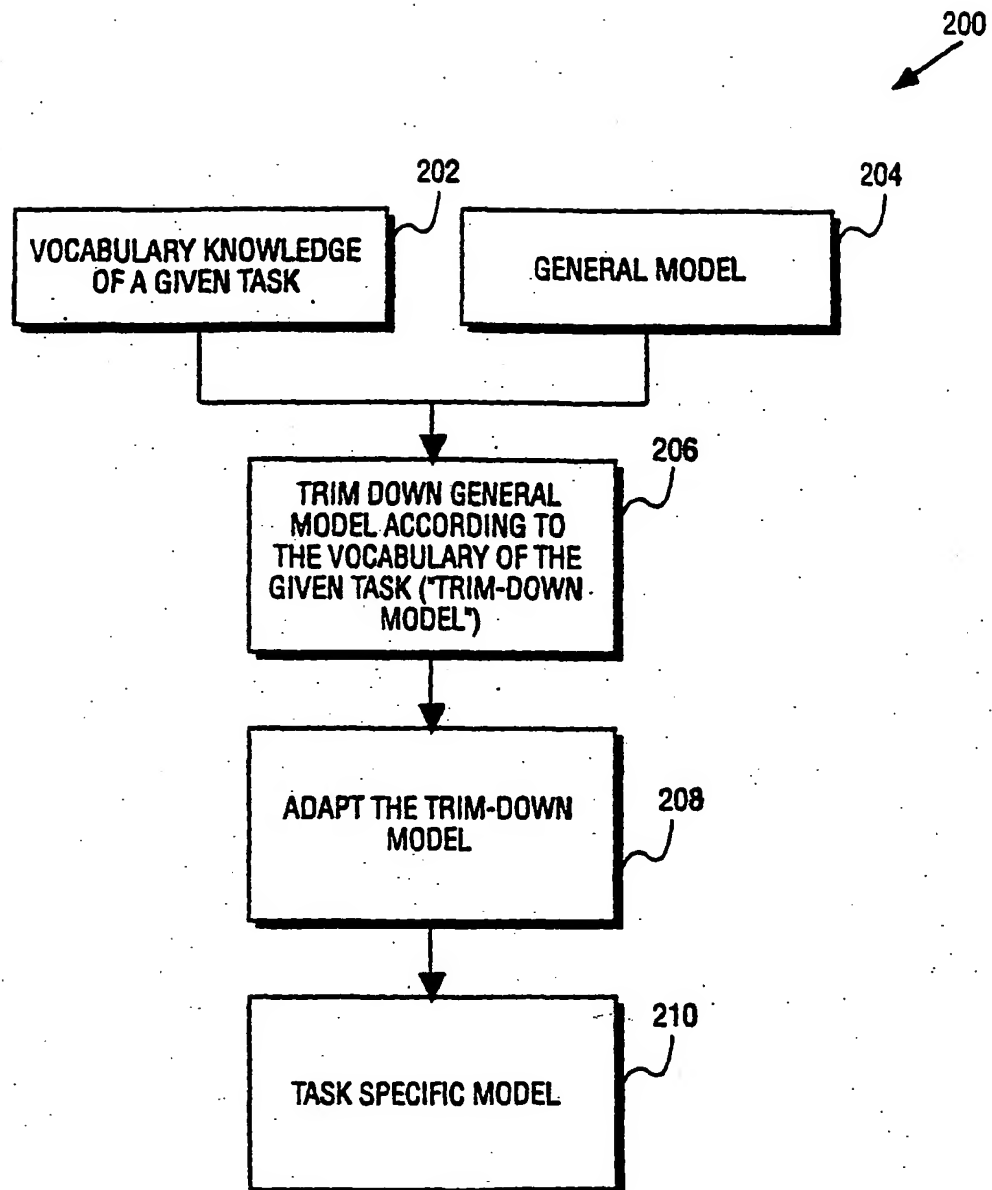 200
202
204
VOCABULARY KNOWLEDGE
OF A GIVEN TASK
GENERAL MODEL
206
TRIM DOWN GENERAL
MODEL ACCORDING TO
THE VOCABULARY OF THE
GIVEN TASK ("TRIM-DOWN
MODEL")
208
ADAPT THE TRIM-DOWN
MODEL
210
TASK SPECIFIC MODEL